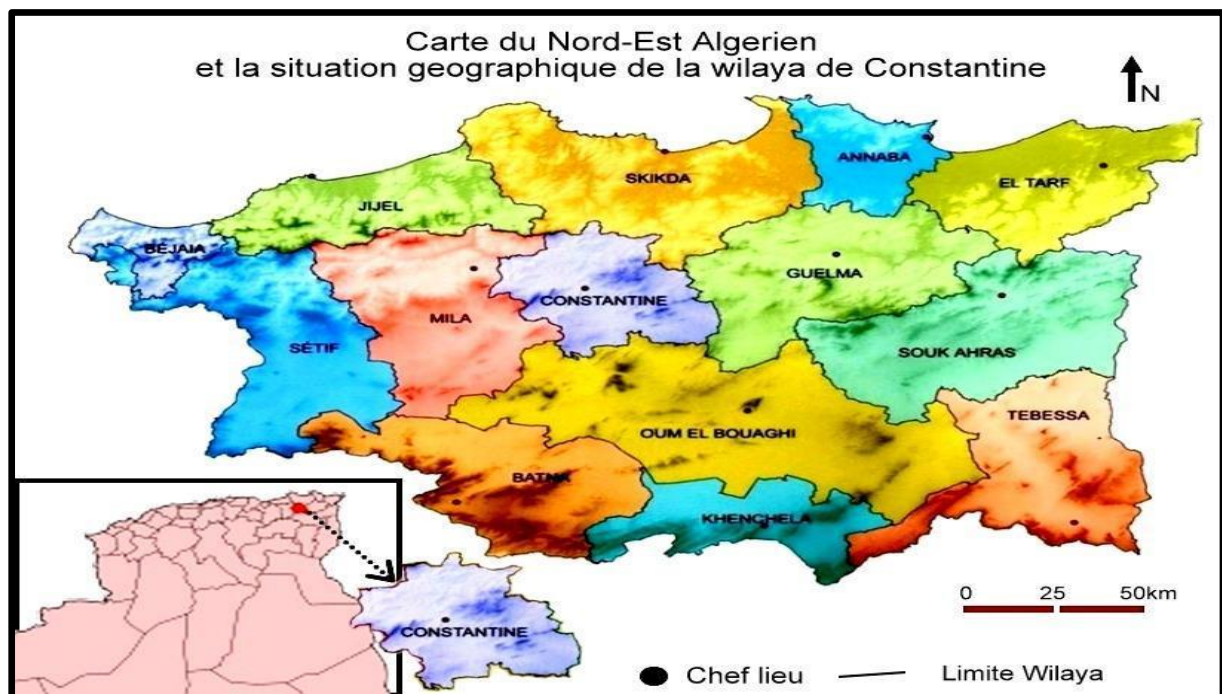 Carte du Nord-Est Algerien
et la situation geographique de la wilaya de Constantine
N
ANNABA
SKIKDA
EL TARF
JIJEL
BÉJAIA
GUELMA
CONSTANTINE
MILA
SÉTIF
SOUK AHRAS
TEBESSA
OUM EL BOUAGHI
BATNA
KHENCHELA
0 25 50km
CONSTANTINE
Chef lieu
Limite Wilaya